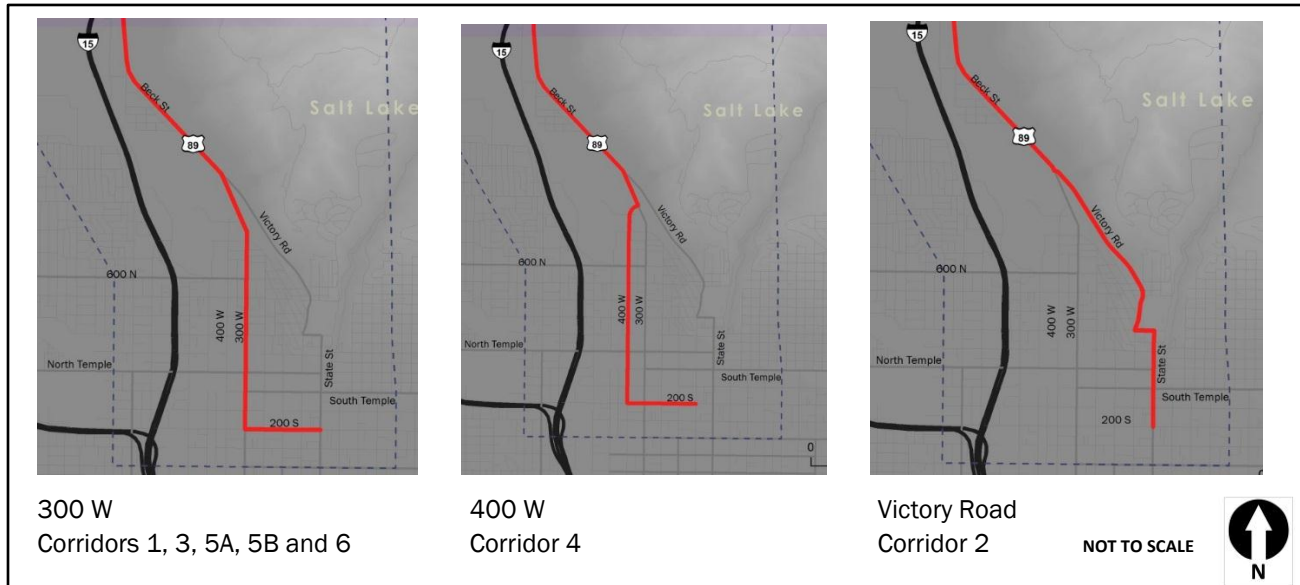 15
Beck St
89
Salt Lake
Victory Rd
600 N
400 W
300 W
North Temple
State St
South Temple
200 S
300 W
Corridors 1, 3, 5A, 5B and 6
15
Beck St
89
Salt Lake
Victory Rd
600 N
400 W
300 W
North Temple
State St
South Temple
200 S
0
400 W
Corridor 4
15
Beck St
89
Salt Lake
Victory Rd
600 N
400 W
300 W
North Temple
State St
South Temple
200 S
Victory Road
Corridor 2
NOT TO SCALE
N